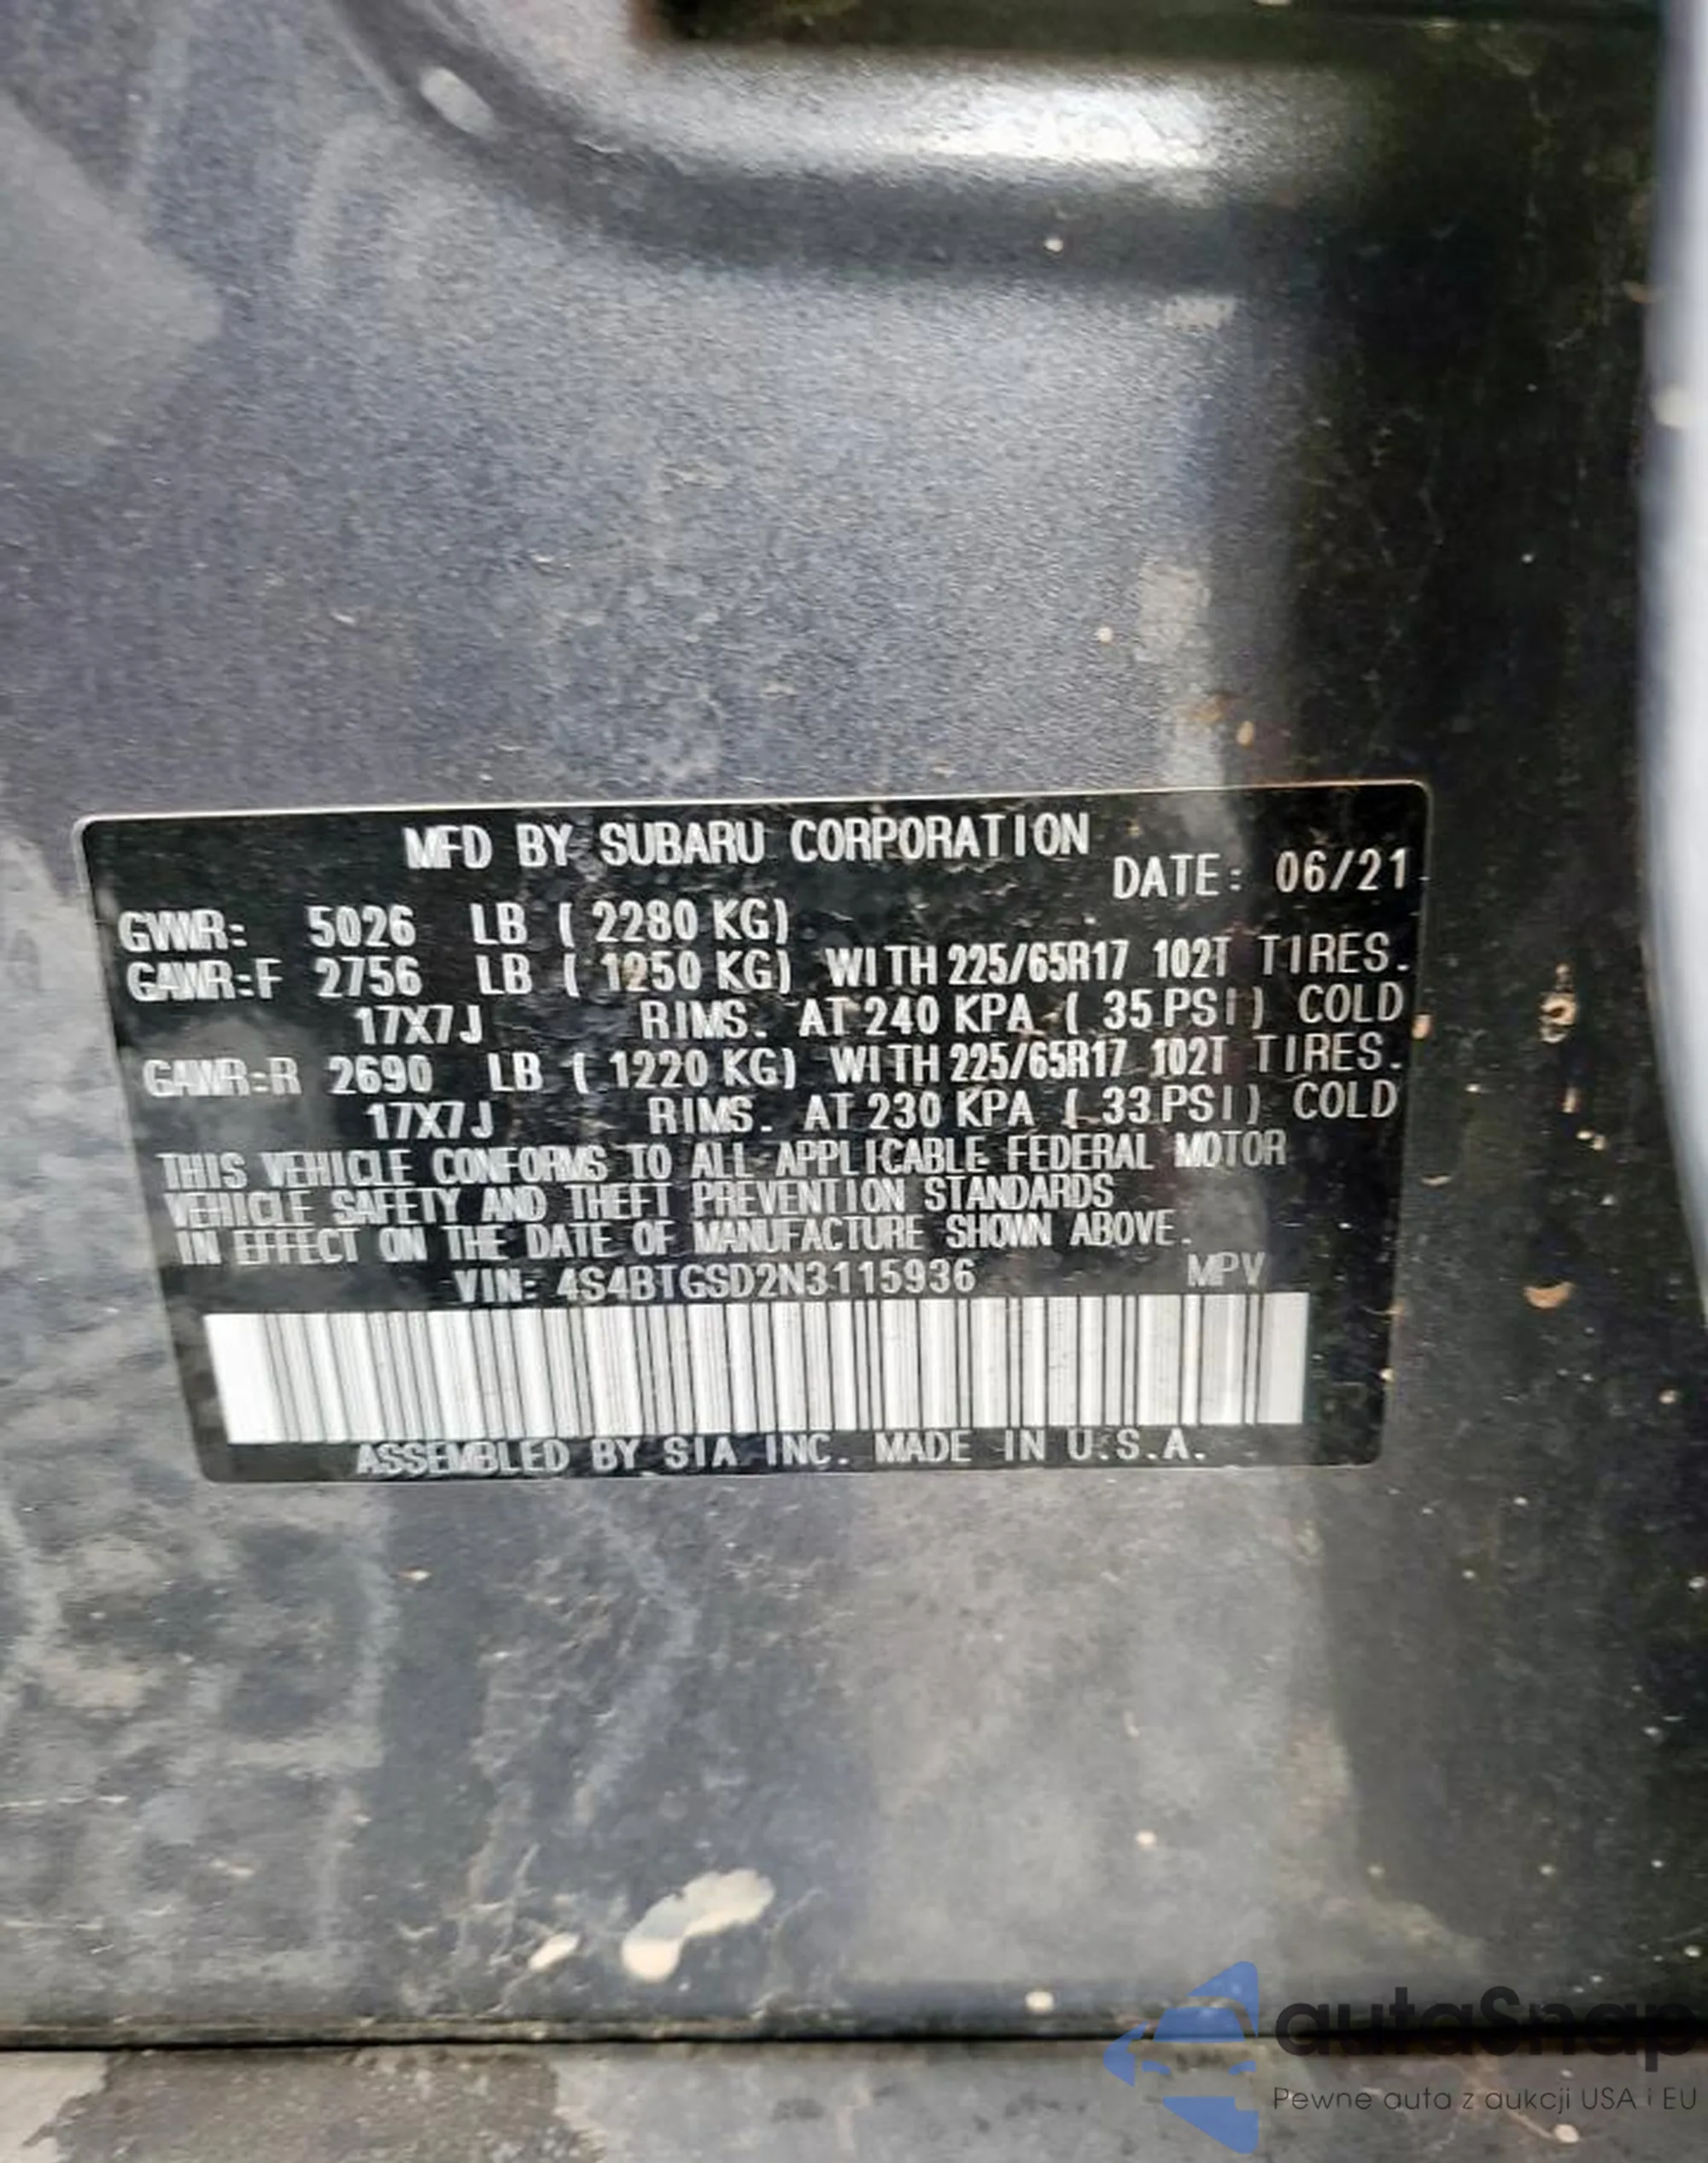 MFD BY SUBARU CORPORATION
DATE: 06/21
GVWR: 5026 LB ( 2280 KG)
GAWR:F 2756 LB ( 1250 KG) WITH 225/65R17 102T TIRES.
17X7J RIMS. AT 240 KPA ( 35 PSI) COLD
GAWR:R 2690 LB ( 1220 KG) WITH 225/65R17 102T TIRES.
17X7J RIMS. AT 230 KPA ( 33 PSI) COLD
THIS VEHICLE CONFORMS TO ALL APPLICABLE FEDERAL MOTOR
VEHICLE SAFETY AND THEFT PREVENTION STANDARDS
IN EFFECT ON THE DATE OF MANUFACTURE SHOWN ABOVE.
VIN: 4S4BTGSD2N3115936 MPV
ASSEMBLED BY SIA INC. MADE IN U.S.A.
autaSnap
Pewne auta z aukcji USA i EU